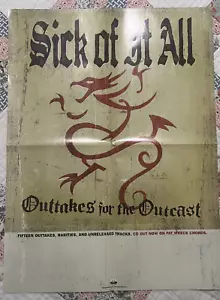 Sick of It All
Outtakes for the Outcast
FIFTEEN OUTTAKES, RARITIES, AND UNRELEASED TRACKS. CD OUT NOW ON FAT WRECK CHORDS.